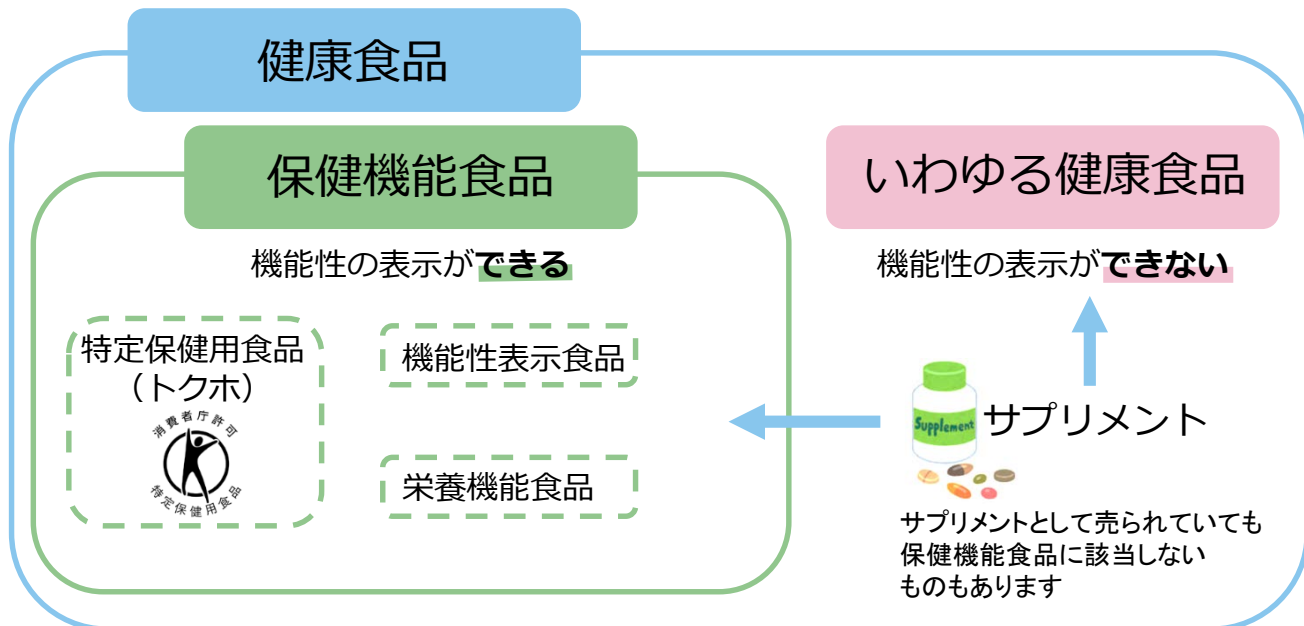 健康食品
保健機能食品
機能性の表示ができる
特定保健用食品
（トクホ）
消費者庁許可
特定保健用食品
機能性表示食品
栄養機能食品
いわゆる健康食品
機能性の表示ができない
Supplement
サプリメント
サプリメントとして売られていても
保健機能食品に該当しない
ものもあります